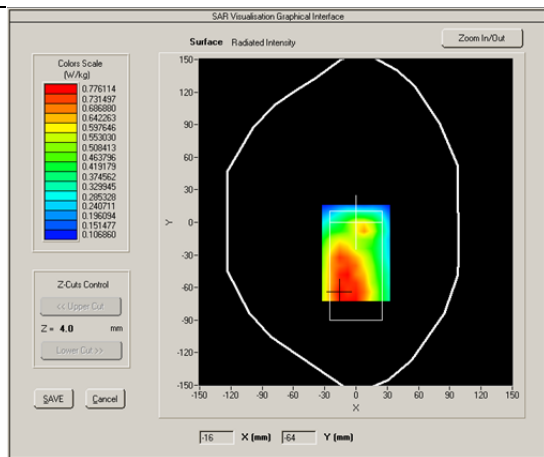 SAR Visualisation Graphical Interface
Surface Radiated Intensity
Zoom In/Out
Colors Scale
(W/kg)
0.776114
0.731497
0.686880
0.642263
0.597646
0.553030
0.508413
0.463796
0.419179
0.374562
0.329945
0.285328
0.240711
0.196094
0.151477
0.106860
Z-Cuts Control
<< Upper Cut
Z = 4.0 mm
Lower Cut >>
SAVE Cancel
150
120
90
60
30
0
-30
-60
-90
-120
-150
Y
-150 -120 -90 -60 -30 0 30 60 90 120 150
X
-16 X (mm) -64 Y (mm)